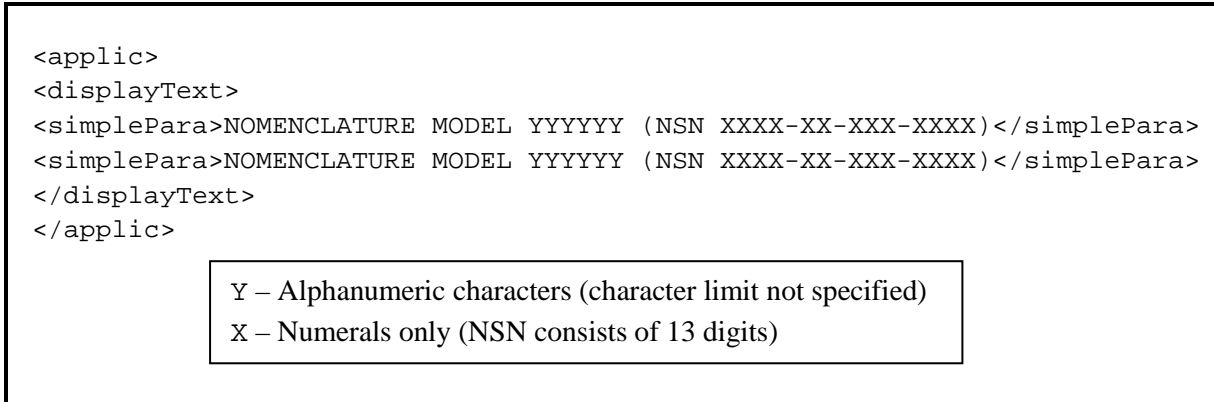 <applic>
<displayText>
<simplePara>NOMENCLATURE MODEL YYYYYY (NSN XXXX-XX-XXX-XXXX)</simplePara>
<simplePara>NOMENCLATURE MODEL YYYYYY (NSN XXXX-XX-XXX-XXXX)</simplePara>
</displayText>
</applic>
Y – Alphanumeric characters (character limit not specified)
X – Numerals only (NSN consists of 13 digits)